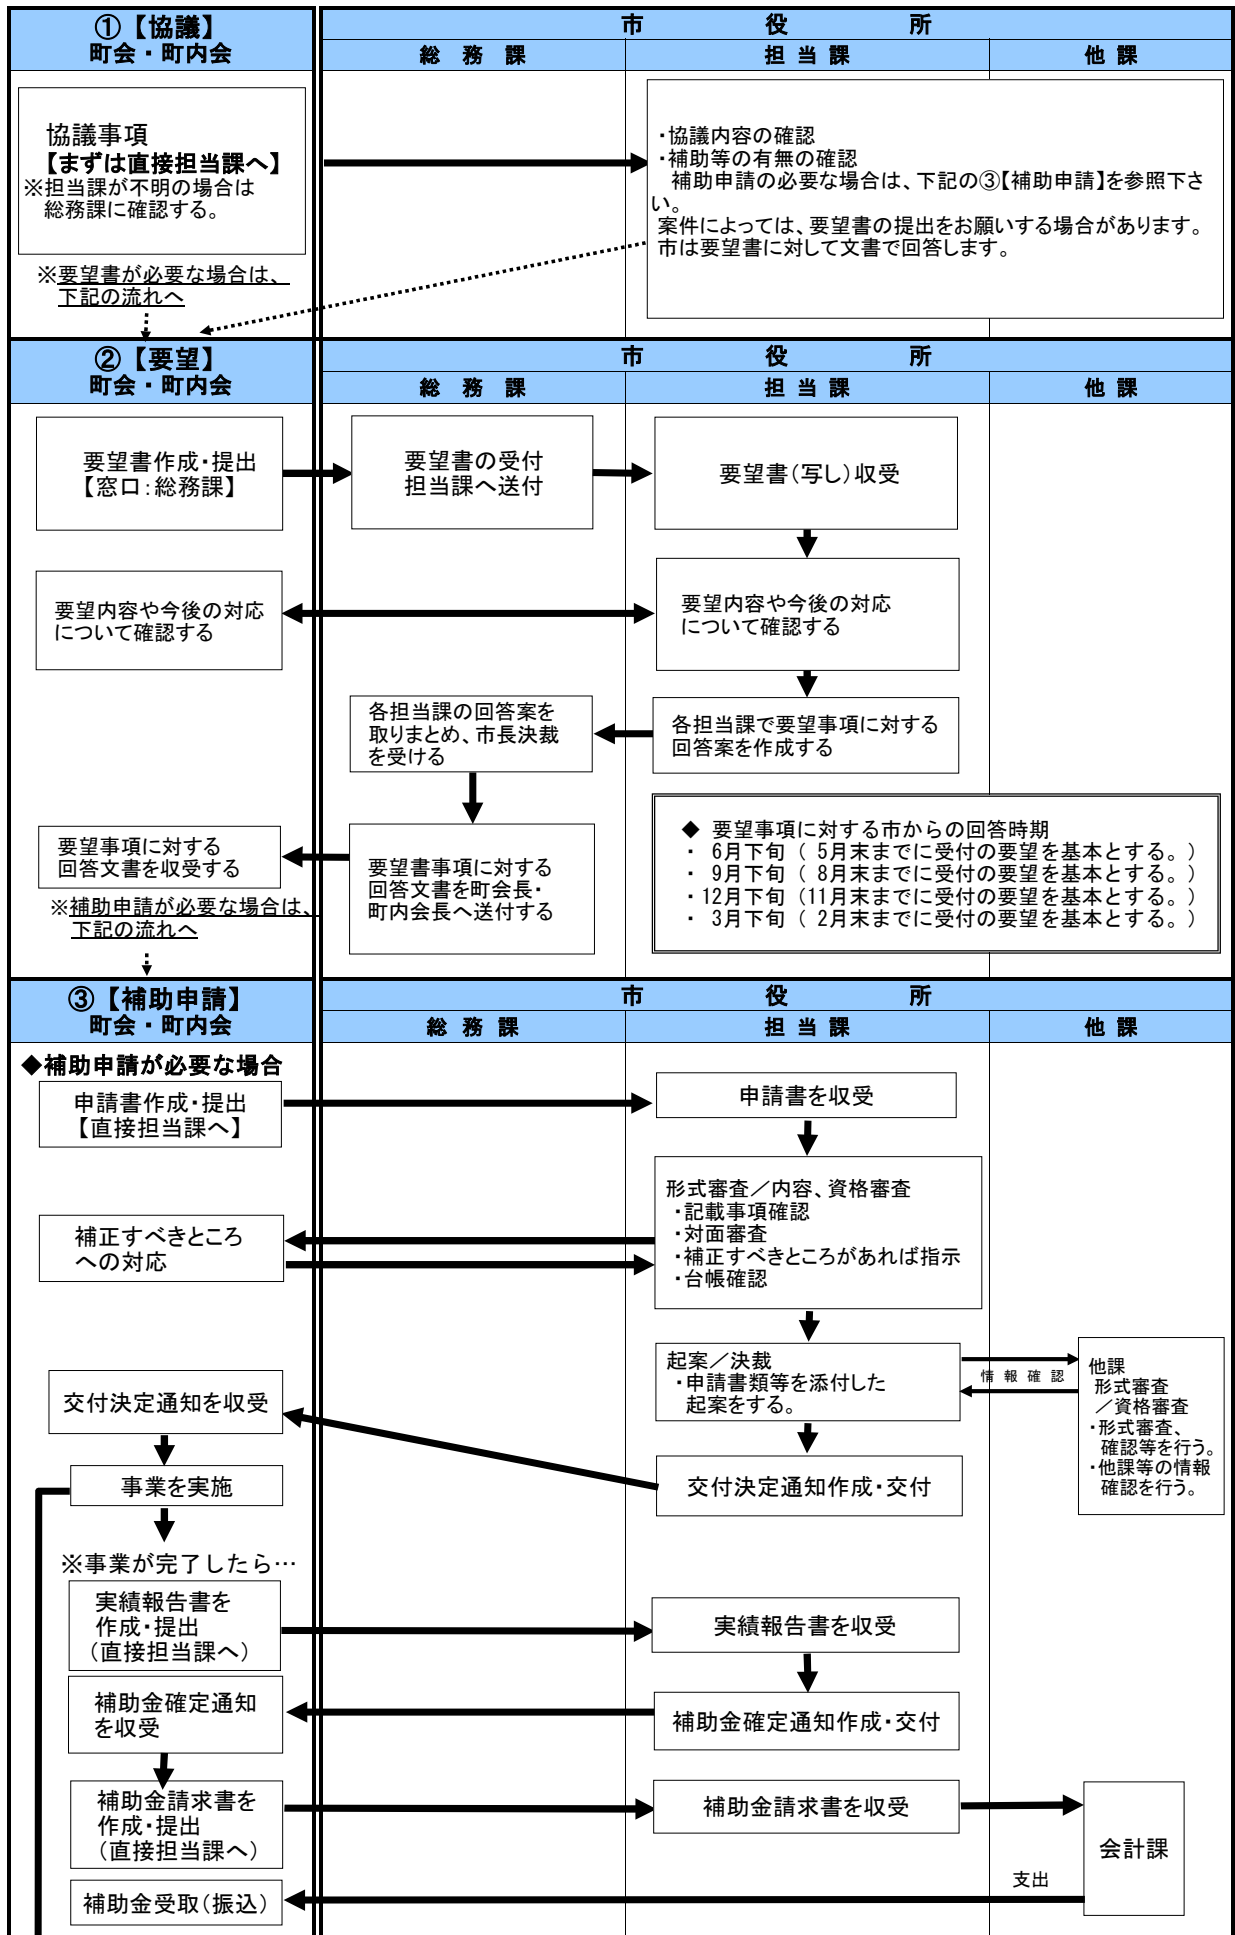 ①【協議】
町会・町内会
市 役 所
総 務 課
担 当 課
他 課
協議事項
【まずは直接担当課へ】
※担当課が不明の場合は
総務課に確認する。
・協議内容の確認
・補助等の有無の確認
補助申請の必要な場合は、下記の③【補助申請】を参照下さ
い。
案件によっては、要望書の提出をお願いする場合があります。
市は要望書に対して文書で回答します。
※要望書が必要な場合は、
下記の流れへ
②【要望】
町会・町内会
市 役 所
総 務 課
担 当 課
他 課
要望書作成・提出
【窓口：総務課】
要望書の受付
担当課へ送付
要望書（写し）収受
要望内容や今後の対応
について確認する
要望内容や今後の対応
について確認する
各担当課の回答案を
取りまとめ、市長決裁
を受ける
各担当課で要望事項に対する
回答案を作成する
要望事項に対する
回答文書を収受する
要望書事項に対する
回答文書を町会長・
町内会長へ送付する
◆ 要望事項に対する市からの回答時期
・ 6月下旬（ 5月末までに受付の要望を基本とする。）
・ 9月下旬（ 8月末までに受付の要望を基本とする。）
・12月下旬（11月末までに受付の要望を基本とする。）
・ 3月下旬（ 2月末までに受付の要望を基本とする。）
※補助申請が必要な場合は、
下記の流れへ
③【補助申請】
町会・町内会
市 役 所
総 務 課
担 当 課
他 課
◆補助申請が必要な場合
申請書作成・提出
【直接担当課へ】
申請書を収受
形式審査／内容、資格審査
・記載事項確認
・対面審査
・補正すべきところがあれば指示
・台帳確認
補正すべきところ
への対応
起案／決裁
・申請書類等を添付した
起案をする。
情 報 確 認
他課
形式審査
／資格審査
・形式審査、
確認等を行う。
・他課等の情報
確認を行う。
交付決定通知を収受
事業を実施
交付決定通知作成・交付
※事業が完了したら…
実績報告書を
作成・提出
（直接担当課へ）
実績報告書を収受
補助金確定通知
を収受
補助金確定通知作成・交付
補助金請求書を
作成・提出
（直接担当課へ）
補助金請求書を収受
会計課
支出
補助金受取（振込）